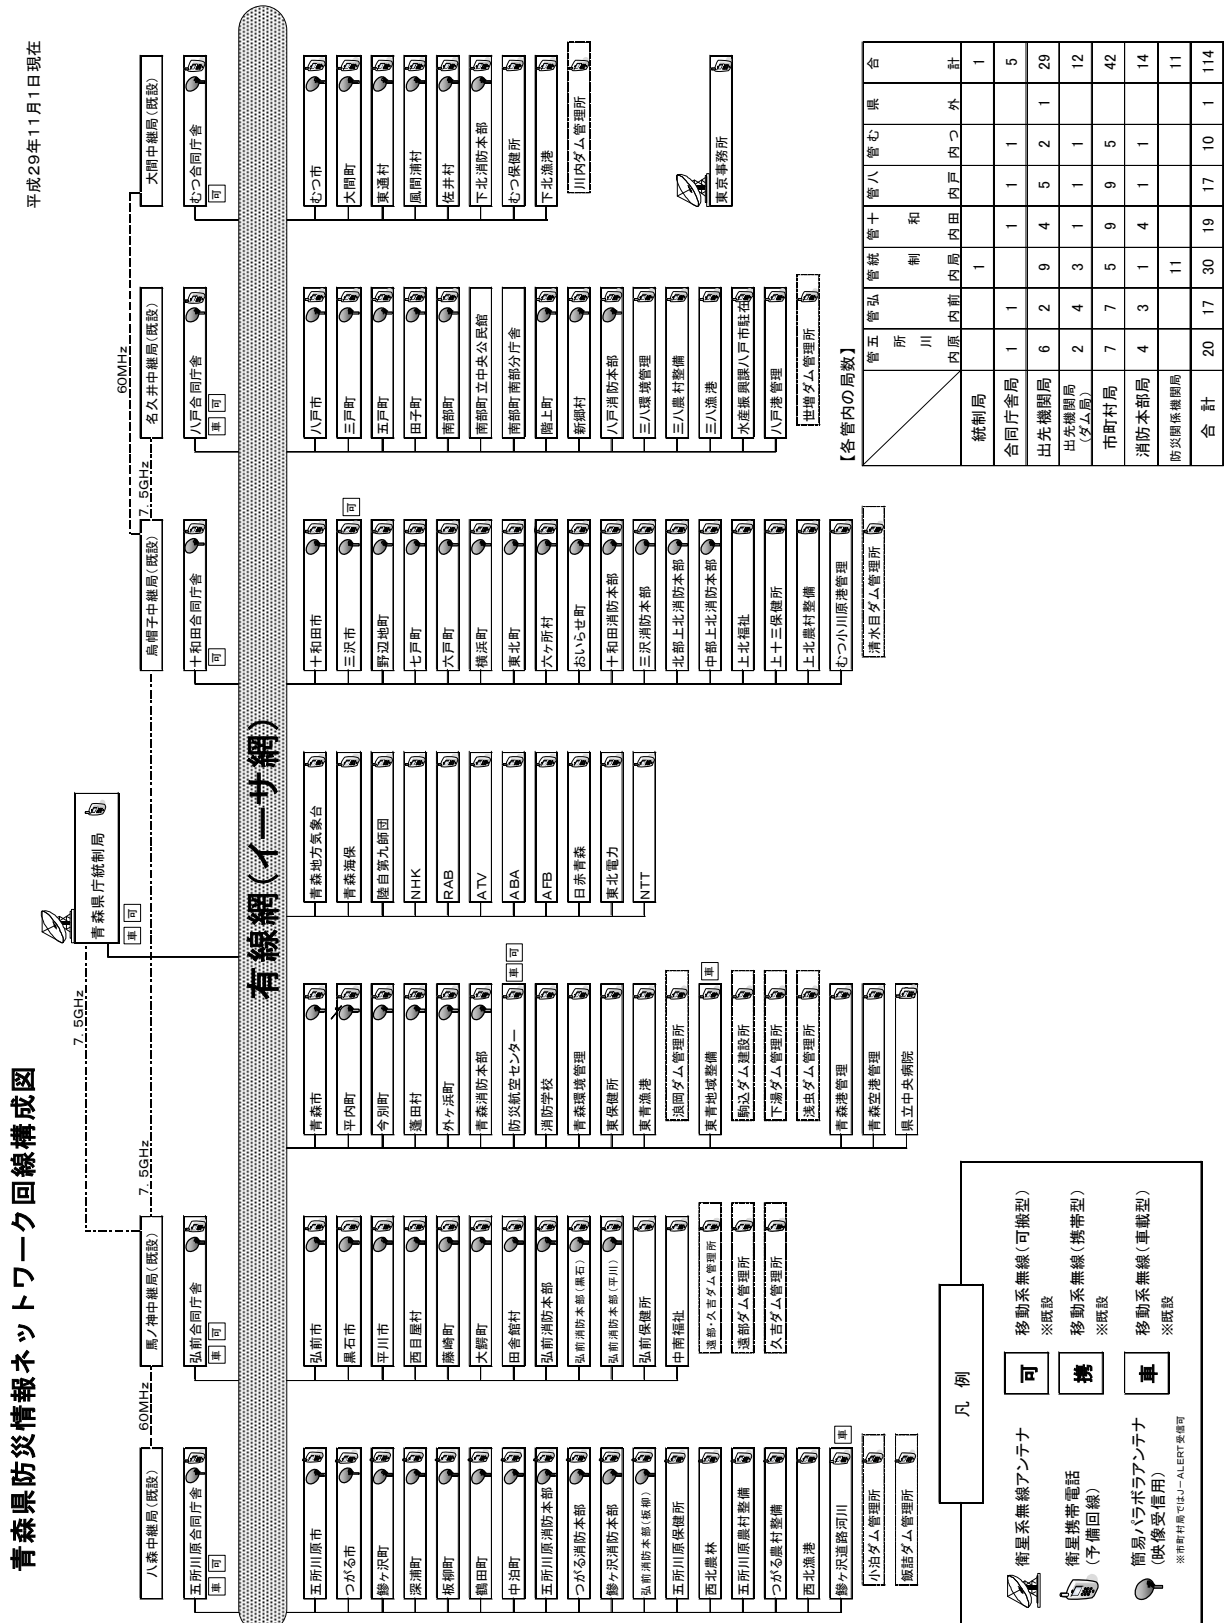 青森県防災情報ネットワーク回線構成図
平成29年11月1日現在
青森県庁統制局
車 可
7.5GHz
60MHz
7.5GHz
7.5GHz
60MHz
八森中継局(既設)
馬ノ神中継局(既設)
烏帽子中継局(既設)
名久井中継局(既設)
大間中継局(既設)
五所川原合同庁舎
車 可
弘前合同庁舎
車 可
十和田合同庁舎
可
八戸合同庁舎
車 可
むつ合同庁舎
可
有線網(イーサ網)
五所川原市
つがる市
鰺ヶ沢町
深浦町
板柳町
鶴田町
中泊町
五所川原消防本部
つがる消防本部
鰺ヶ沢消防本部
弘前消防本部(板柳)
五所川原保健所
西北農林
五所川原農村整備
つがる農村整備
西北漁港
鰺ヶ沢道路河川
車
小泊ダム管理所
飯詰ダム管理所
弘前市
黒石市
平川市
西目屋村
藤崎町
大鰐町
田舎館村
弘前消防本部
弘前消防本部(黒石)
弘前消防本部(平川)
弘前保健所
中南福祉
遠部・久吉ダム管理所
遠部ダム管理所
久吉ダム管理所
青森市
平内町
今別町
蓬田村
外ヶ浜町
青森消防本部
防災航空センター
車 可
消防学校
青森環境管理
東保健所
東青漁港
浪岡ダム管理所
東青地域整備
車
駒込ダム建設所
下湯ダム管理所
浅虫ダム管理所
青森港管理
青森空港管理
県立中央病院
青森地方気象台
青森海保
陸自第九師団
NHK
RAB
ATV
ABA
AFB
日赤青森
東北電力
NTT
十和田市
三沢市
可
野辺地町
七戸町
六戸町
横浜町
東北町
六ヶ所村
おいらせ町
十和田消防本部
三沢消防本部
北部上北消防本部
中部上北消防本部
上北福祉
上十三保健所
上北農村整備
むつ小川原港管理
清水目ダム管理所
八戸市
三戸町
五戸町
田子町
南部町
南部町立中央公民館
南部町南部分庁舎
階上町
新郷村
八戸消防本部
三八環境管理
三八農村整備
三八漁港
水産振興課八戸市駐在
八戸港管理
世増ダム管理所
むつ市
大間町
東通村
風間浦村
佐井村
下北消防本部
むつ保健所
下北漁港
川内ダム管理所
東京事務所
凡例
衛星系無線アンテナ
衛星携帯電話
(予備回線)
簡易パラボラアンテナ
(映像受信用)
※市町村局ではJ-ALERT受信可
可 移動系無線(可搬型)
※既設
携 移動系無線(携帯型)
※既設
車 移動系無線(車載型)
※既設
【各管内の局数】
五所川原管内 弘前管内 統制局管内 十和田管内 八戸管内 むつ管内 県外 合計
統制局 1 1
合同庁舎局 1 1 1 1 1 5
出先機関局 6 2 9 4 5 2 1 29
出先機関局(ダム局) 2 4 3 1 1 1 12
市町村局 7 7 5 9 9 5 42
消防本部局 4 3 1 4 1 1 14
防災関係機関局 11 11
合計 20 17 30 19 17 10 1 114